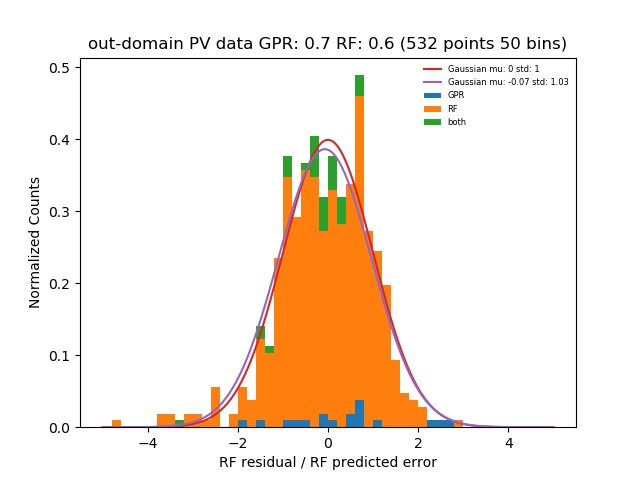 out-domain PV data GPR: 0.7 RF: 0.6 (532 points 50 bins)
Gaussian mu: 0 std: 1
Gaussian mu: -0.07 std: 1.03
GPR
RF
both
Normalized Counts
0.5
0.4
0.3
0.2
0.1
0.0
−4 −2 0 2 4
RF residual / RF predicted error